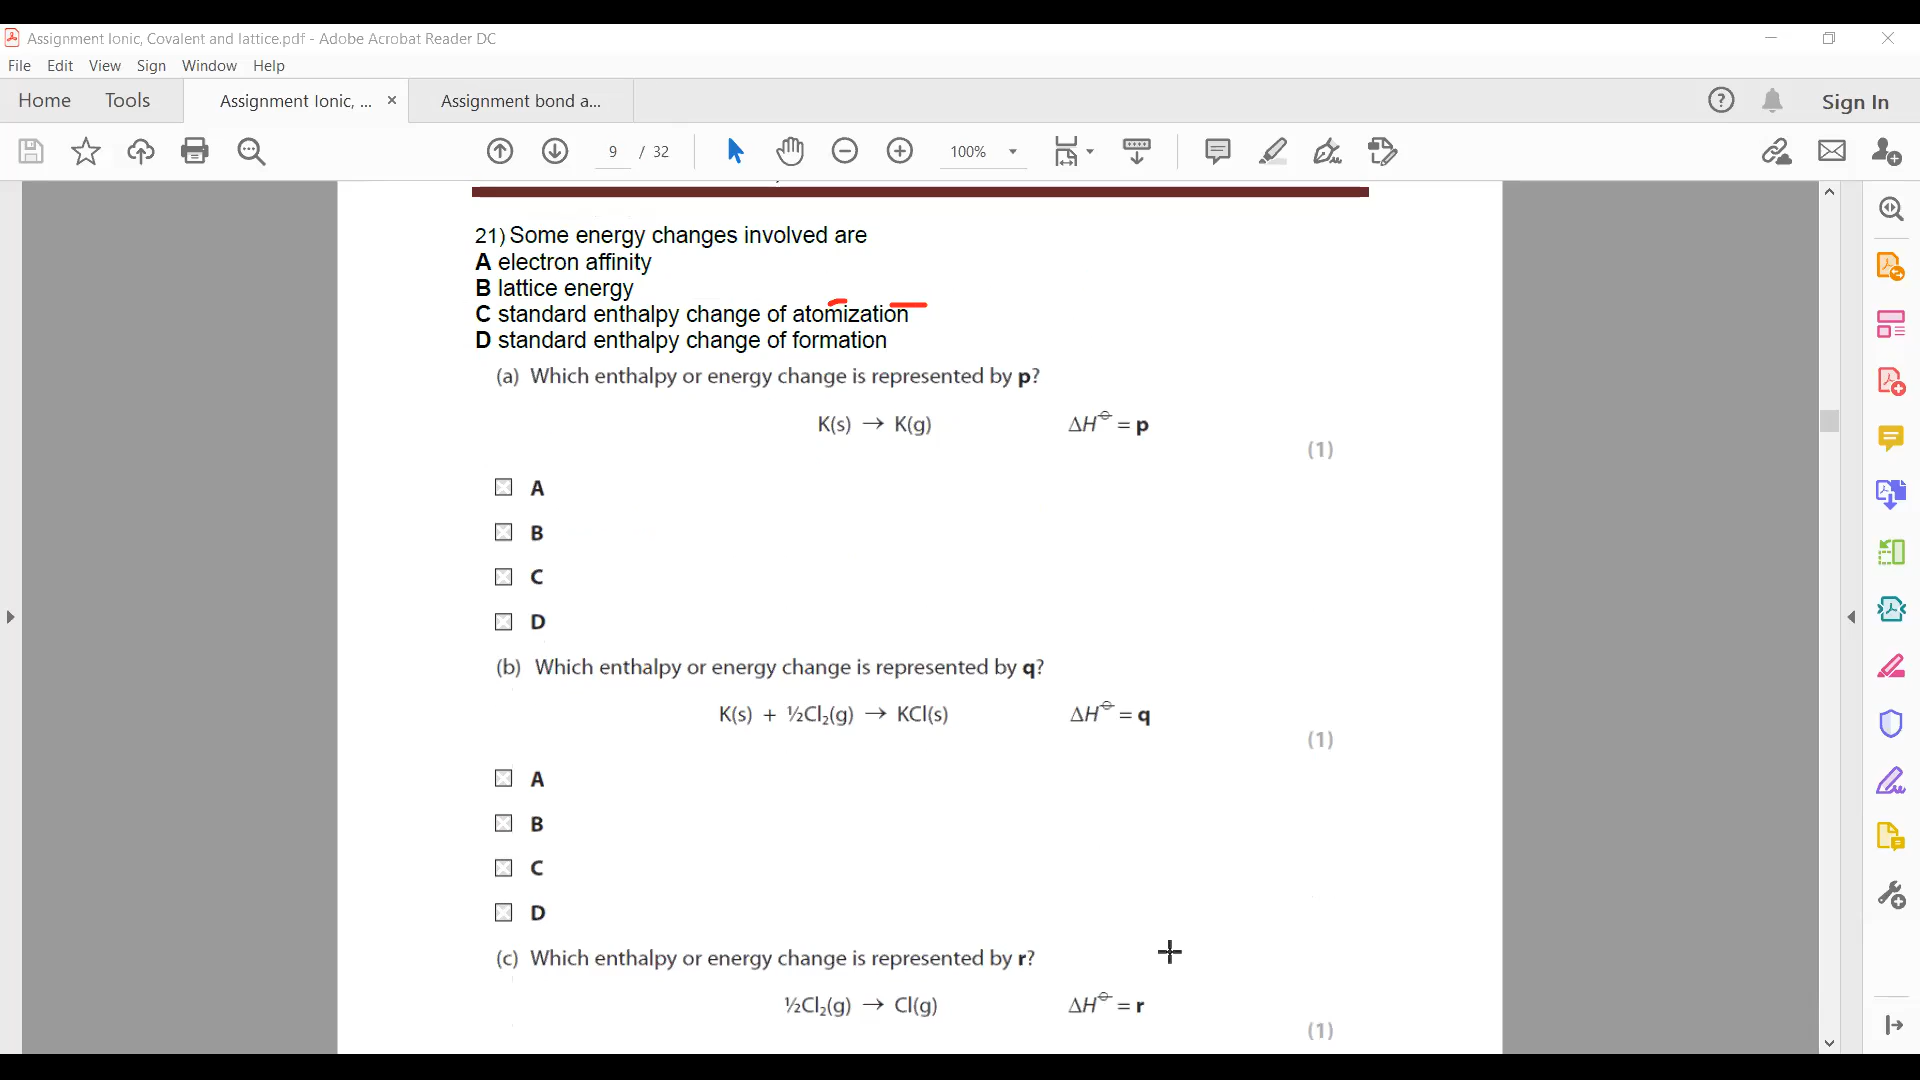 Assignment Ionic, Covalent and lattice.pdf - Adobe Acrobat Reader DC
File Edit View Sign Window Help
Home Tools Assignment Ionic, ... × Assignment bond a... Sign In
9 / 32 100%
21) Some energy changes involved are
A electron affinity
B lattice energy
C standard enthalpy change of atomization
D standard enthalpy change of formation
(a) Which enthalpy or energy change is represented by p?
K(s) → K(g) ΔH⦵ = p
(1)
A
B
C
D
(b) Which enthalpy or energy change is represented by q?
K(s) + ½Cl₂(g) → KCl(s) ΔH⦵ = q
(1)
A
B
C
D
(c) Which enthalpy or energy change is represented by r?
½Cl₂(g) → Cl(g) ΔH⦵ = r
(1)